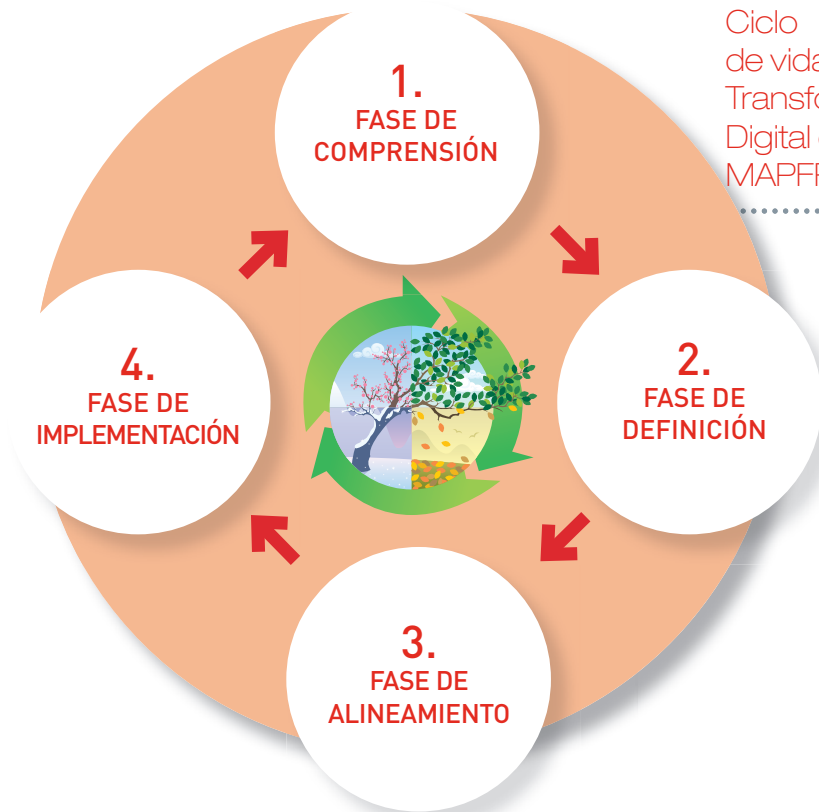 Ciclo
de vida
Digital
1.
FASE DE
COMPRENSIÓN
2.
FASE DE
DEFINICIÓN
3.
FASE DE
ALINEAMIENTO
4.
FASE DE
IMPLEMENTACIÓN